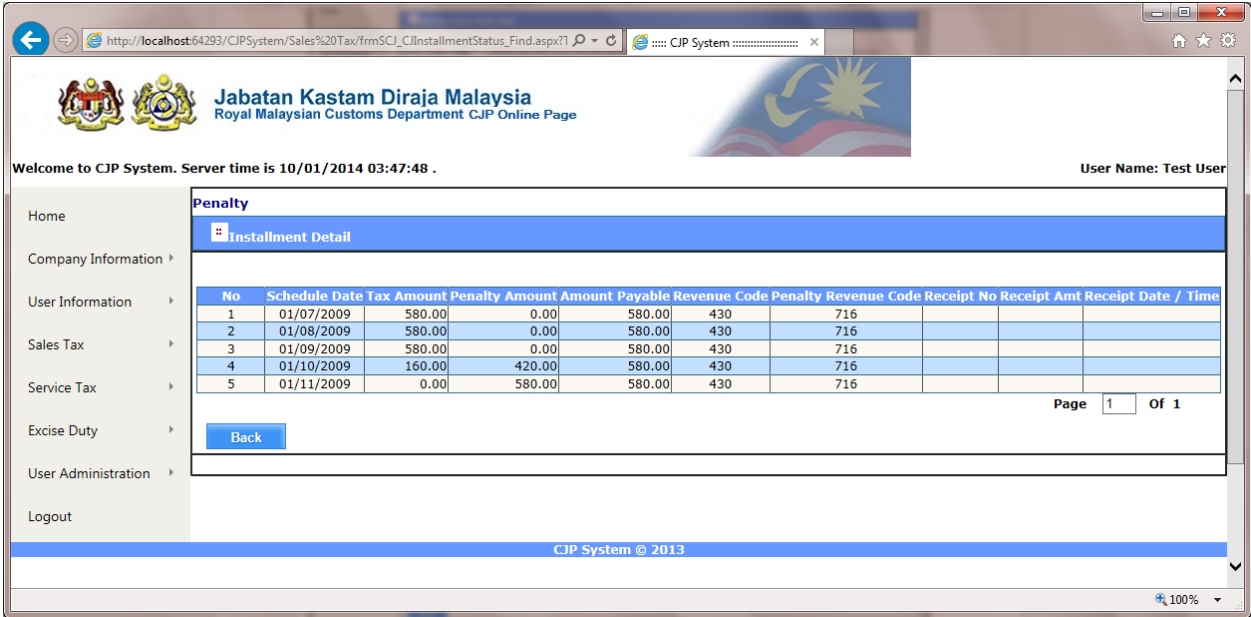 http://localhost:64293/CJPSystem/Sales%20Tax/frmSCJ_CJInstallmentStatus_Find.aspx?1
::::: CJP System ::::::::::::::::::::::
Jabatan Kastam Diraja Malaysia
Royal Malaysian Customs Department CJP Online Page
Welcome to CJP System. Server time is 10/01/2014 03:47:48 .
User Name: Test User
Home
Company Information
User Information
Sales Tax
Service Tax
Excise Duty
User Administration
Logout
Penalty
Installment Detail
No Schedule Date Tax Amount Penalty Amount Amount Payable Revenue Code Penalty Revenue Code Receipt No Receipt Amt Receipt Date / Time
1 01/07/2009 580.00 0.00 580.00 430 716
2 01/08/2009 580.00 0.00 580.00 430 716
3 01/09/2009 580.00 0.00 580.00 430 716
4 01/10/2009 160.00 420.00 580.00 430 716
5 01/11/2009 0.00 580.00 580.00 430 716
Page 1 Of 1
Back
CJP System © 2013
100%